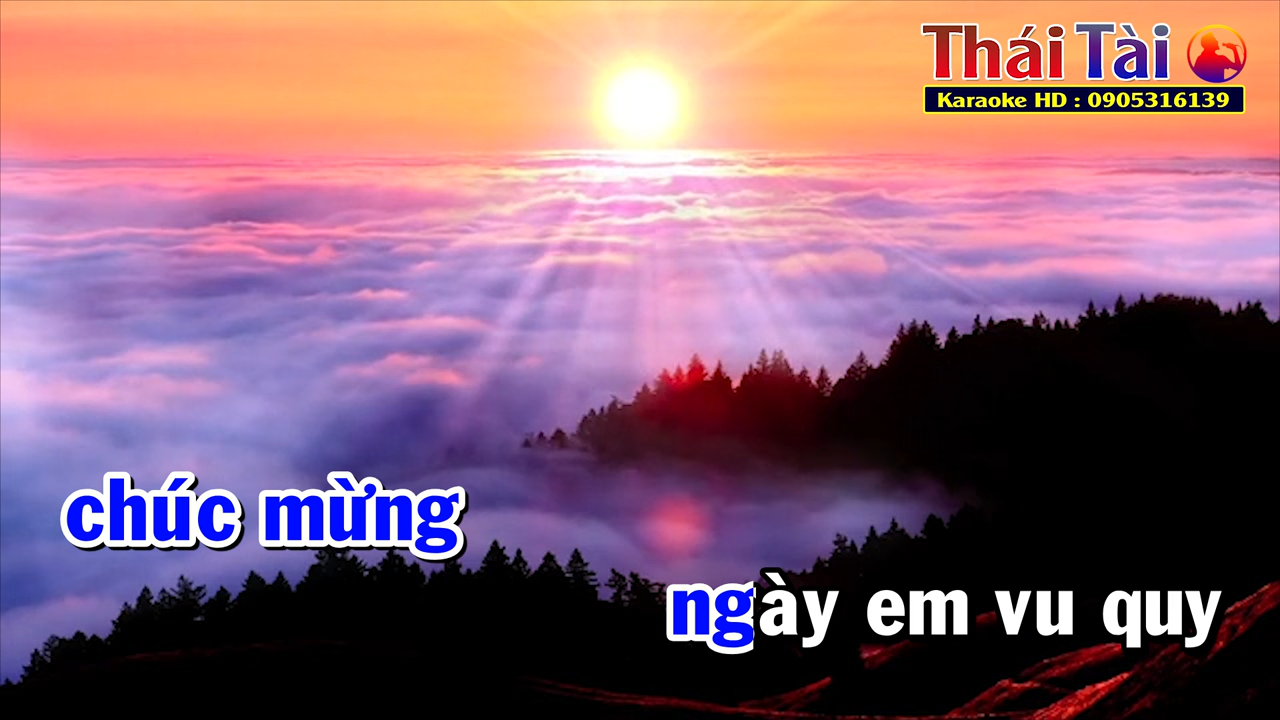 Thái Tài
Karaoke HD : 0905316139
chúc mừng
ngày em vu quy